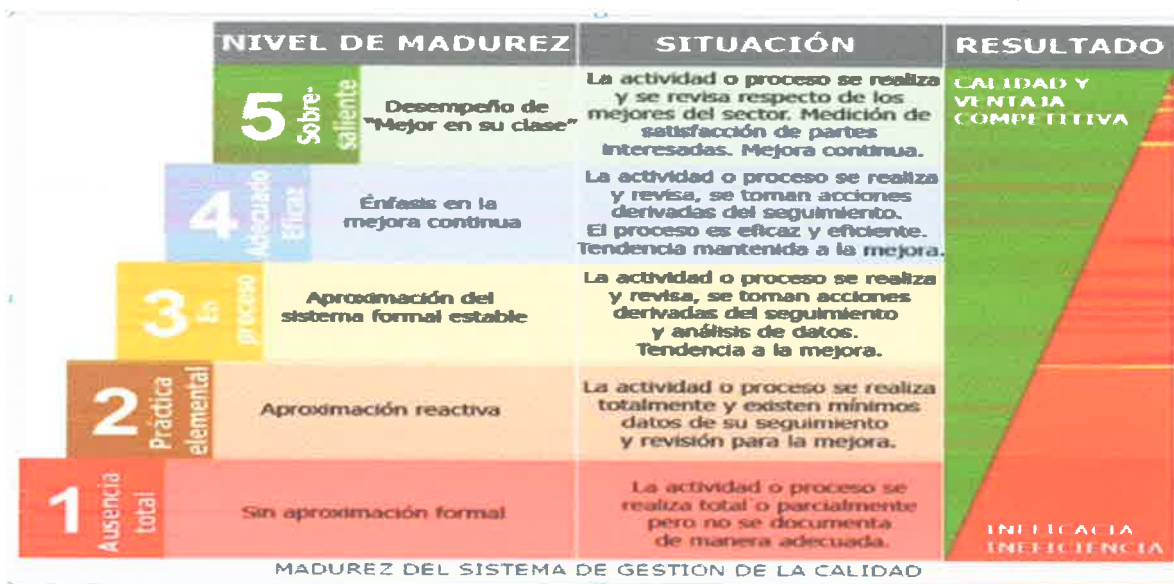 NIVEL DE MADUREZ
SITUACIÓN
RESULTADO
5
Sobre-
saliente
Desempeño de
"Mejor en su clase"
La actividad o proceso se realiza
y se revisa respecto de los
mejores del sector. Medición de
satisfacción de partes
interesadas. Mejora continua.
CALIDAD Y
VENTAJA
COMPETITIVA
4
Adecuado
Eficaz
Énfasis en la
mejora continua
La actividad o proceso se realiza
y revisa, se toman acciones
derivadas del seguimiento.
El proceso es eficaz y eficiente.
Tendencia mantenida a la mejora.
3
En
proceso
Aproximación del
sistema formal estable
La actividad o proceso se realiza
y revisa, se toman acciones
derivadas del seguimiento
y análisis de datos.
Tendencia a la mejora.
2
Práctica
elemental
Aproximación reactiva
La actividad o proceso se realiza
totalmente y existen mínimos
datos de su seguimiento
y revisión para la mejora.
1
Ausencia
total
Sin aproximación formal
La actividad o proceso se
realiza total o parcialmente
pero no se documenta
de manera adecuada.
INEFICACIA
INEFICIENCIA
MADUREZ DEL SISTEMA DE GESTION DE LA CALIDAD